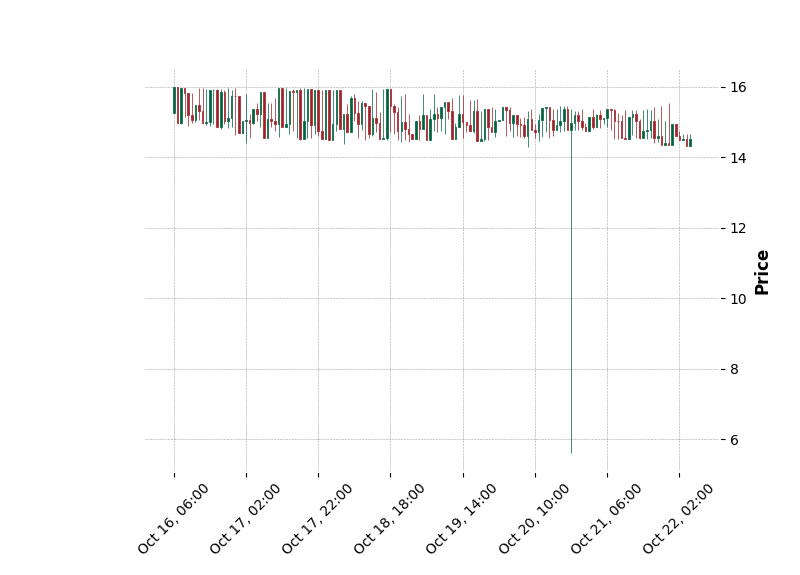 16
14
12
10
8
6
Price
Oct 16, 06:00
Oct 17, 02:00
Oct 17, 22:00
Oct 18, 18:00
Oct 19, 14:00
Oct 20, 10:00
Oct 21, 06:00
Oct 22, 02:00